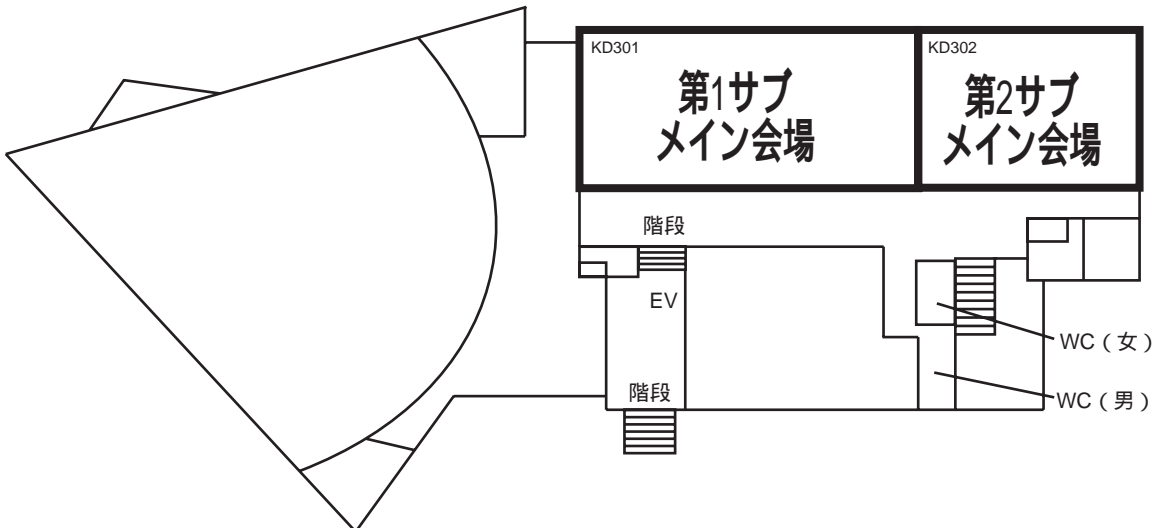 KD301
第1サブ
メイン会場
KD302
第2サブ
メイン会場
階段
EV
階段
WC（女）
WC（男）